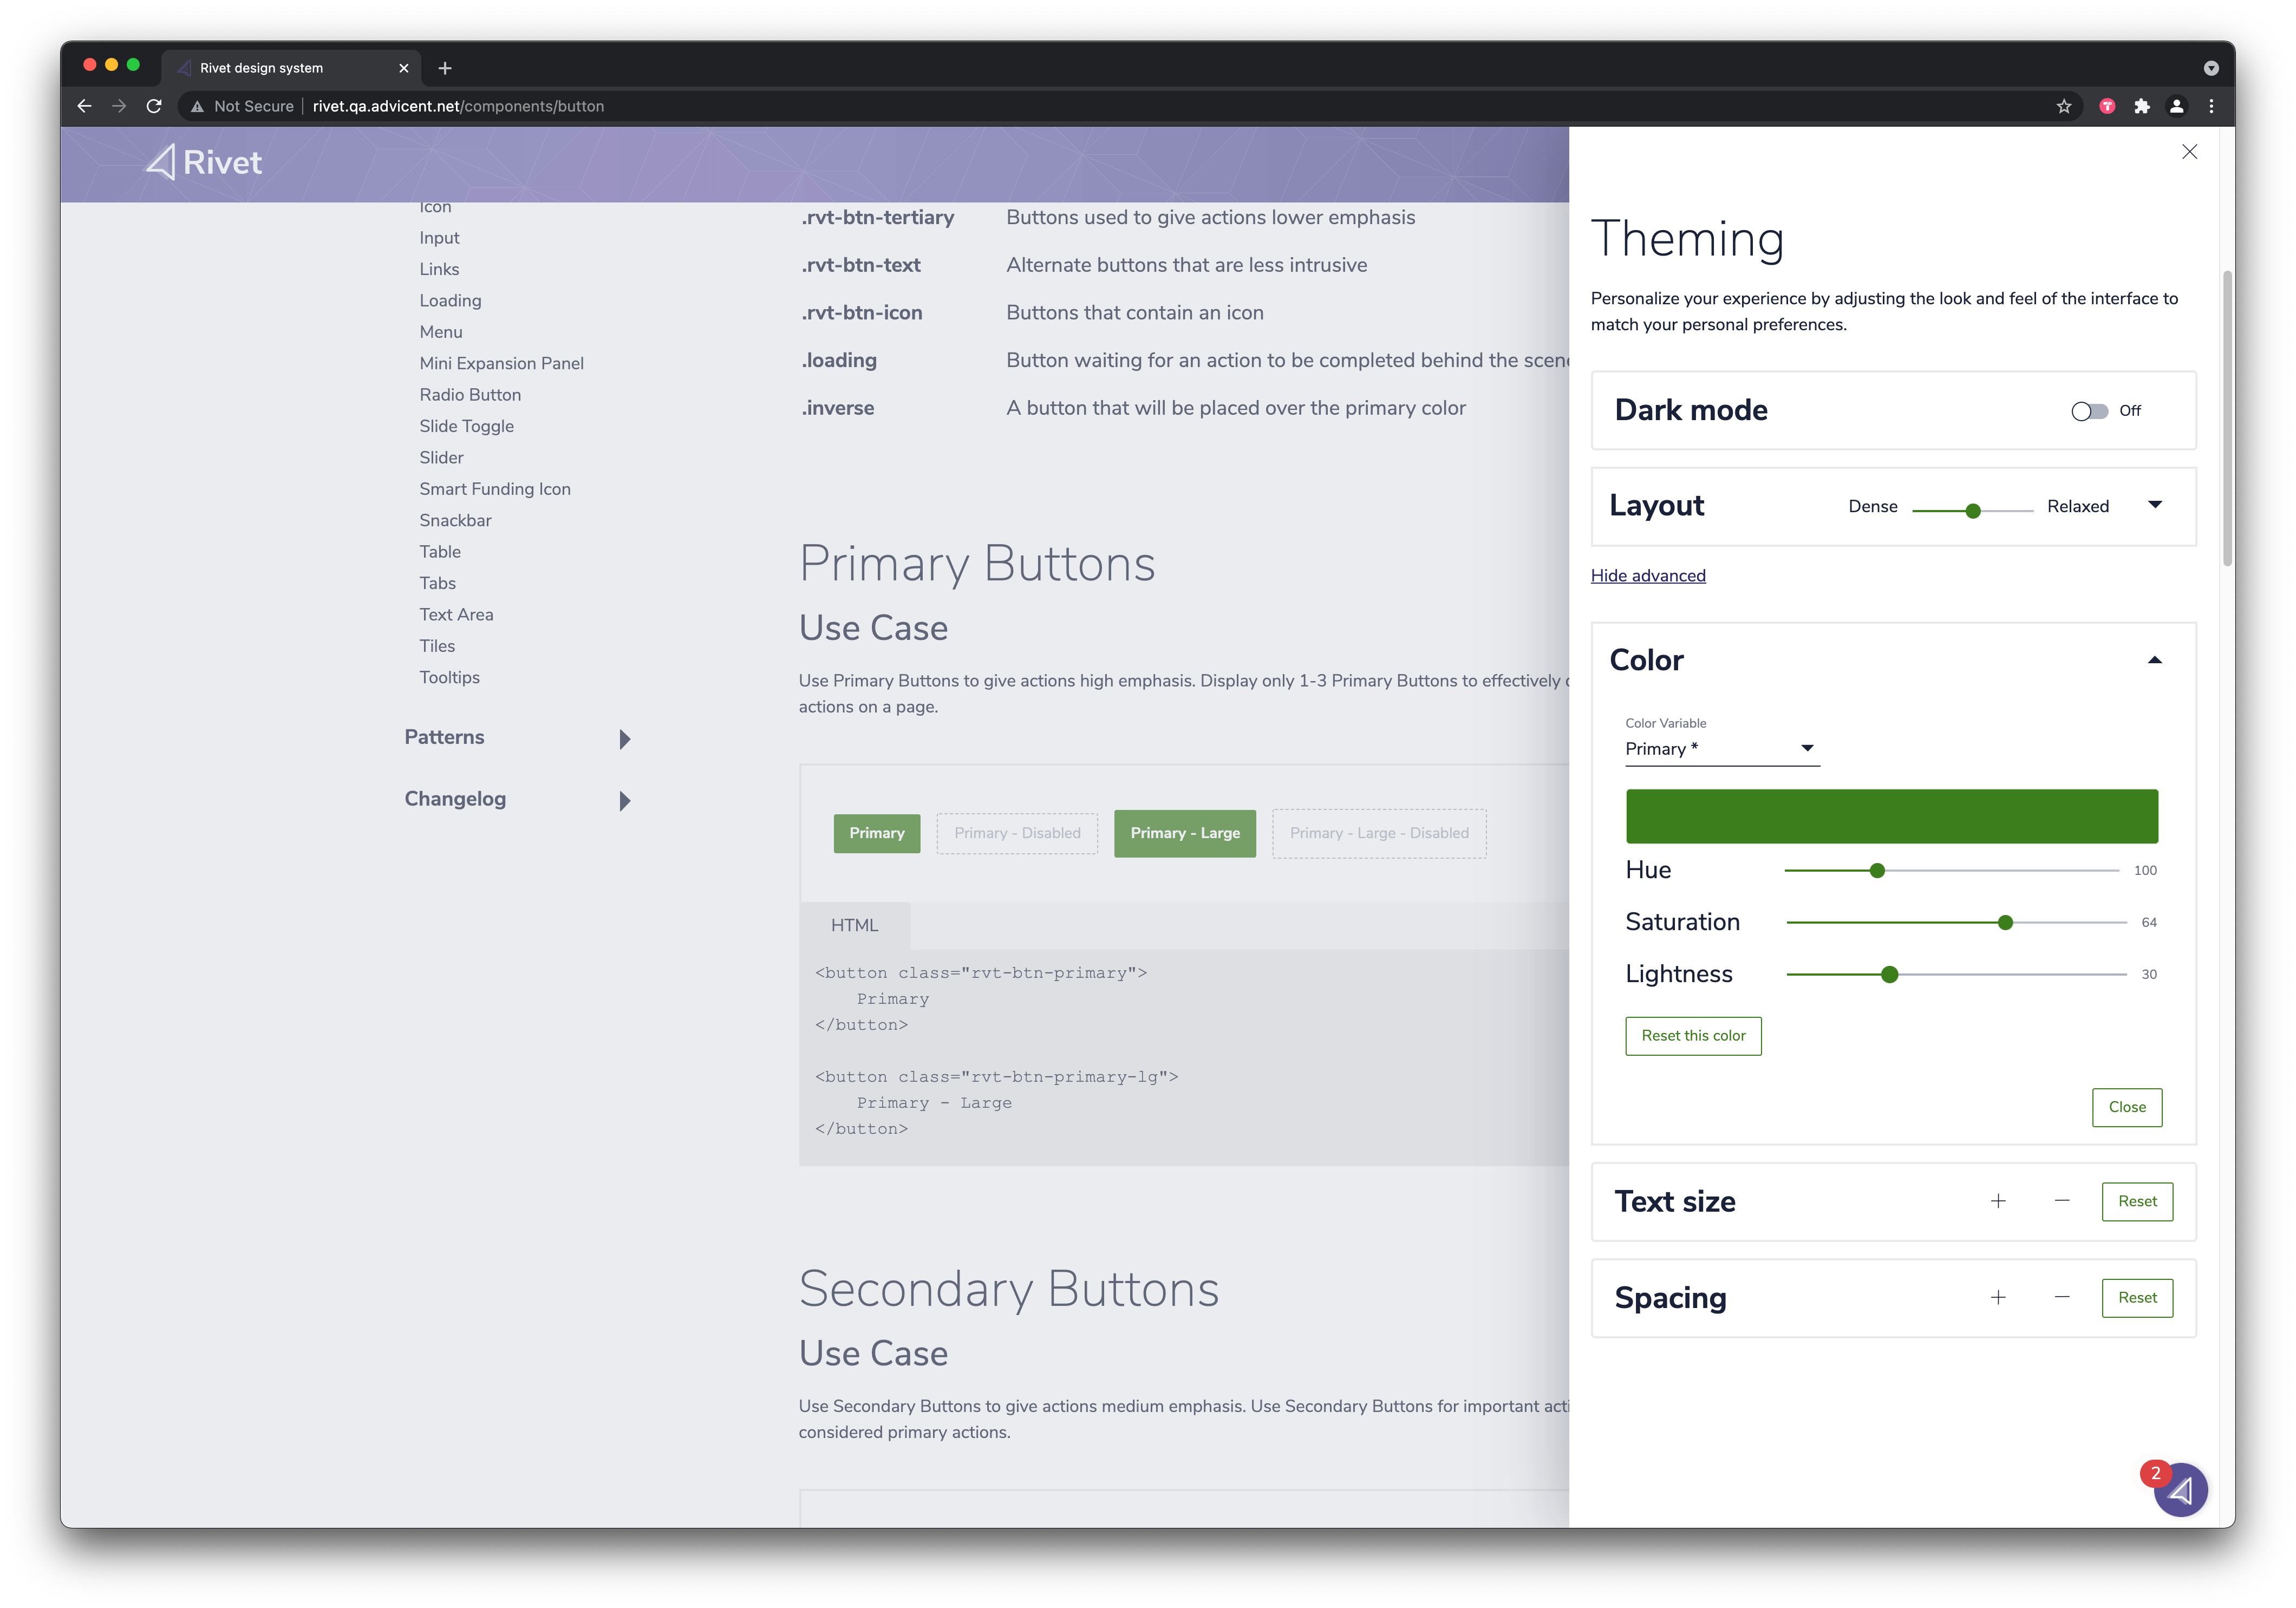 Rivet design system
Not Secure rivet.qa.advicent.net/components/button
Rivet
Icon
Input
Links
Loading
Menu
Mini Expansion Panel
Radio Button
Slide Toggle
Slider
Smart Funding Icon
Snackbar
Table
Tabs
Text Area
Tiles
Tooltips
Patterns
Changelog
.rvt-btn-tertiary Buttons used to give actions lower emphasis
.rvt-btn-text Alternate buttons that are less intrusive
.rvt-btn-icon Buttons that contain an icon
.loading Button waiting for an action to be completed behind the scen
.inverse A button that will be placed over the primary color
Primary Buttons
Use Case
Use Primary Buttons to give actions high emphasis. Display only 1-3 Primary Buttons to effectively
actions on a page.
Primary Primary - Disabled Primary - Large Primary - Large - Disabled
HTML
<button class="rvt-btn-primary">
Primary
</button>
<button class="rvt-btn-primary-lg">
Primary - Large
</button>
Secondary Buttons
Use Case
Use Secondary Buttons to give actions medium emphasis. Use Secondary Buttons for important acti
considered primary actions.
Theming
Personalize your experience by adjusting the look and feel of the interface to
match your personal preferences.
Dark mode Off
Layout Dense Relaxed
Hide advanced
Color
Color Variable
Primary *
Hue 100
Saturation 64
Lightness 30
Reset this color
Close
Text size + — Reset
Spacing + — Reset
2